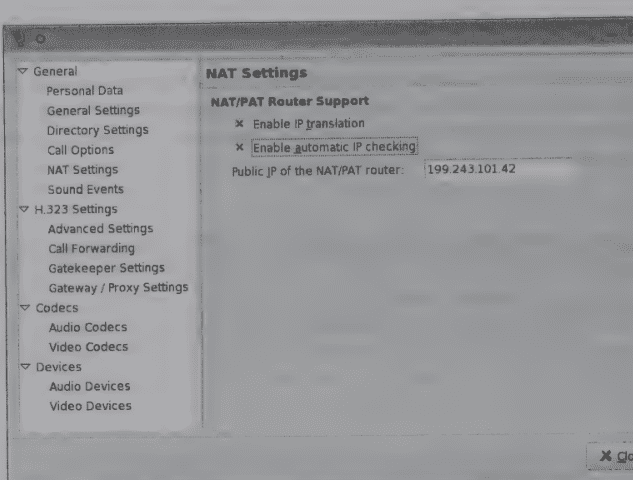 General
Personal Data
General Settings
Directory Settings
Call Options
NAT Settings
Sound Events
H.323 Settings
Advanced Settings
Call Forwarding
Gatekeeper Settings
Gateway / Proxy Settings
Codecs
Audio Codecs
Video Codecs
Devices
Audio Devices
Video Devices
NAT Settings
NAT/PAT Router Support
Enable IP translation
Enable automatic IP checking
Public IP of the NAT/PAT router: 199.243.101.42
Clo